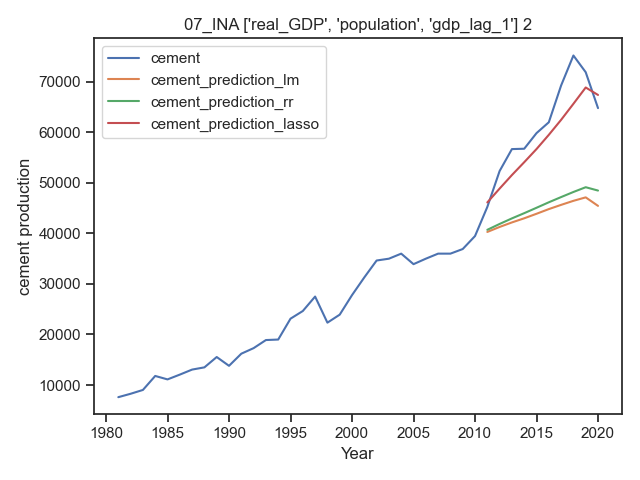 07_INA ['real_GDP', 'population', 'gdp_lag_1'] 2
cement
cement_prediction_lm
cement_prediction_rr
cement_prediction_lasso
cement production
70000
60000
50000
40000
30000
20000
10000
1980 1985 1990 1995 2000 2005 2010 2015 2020
Year